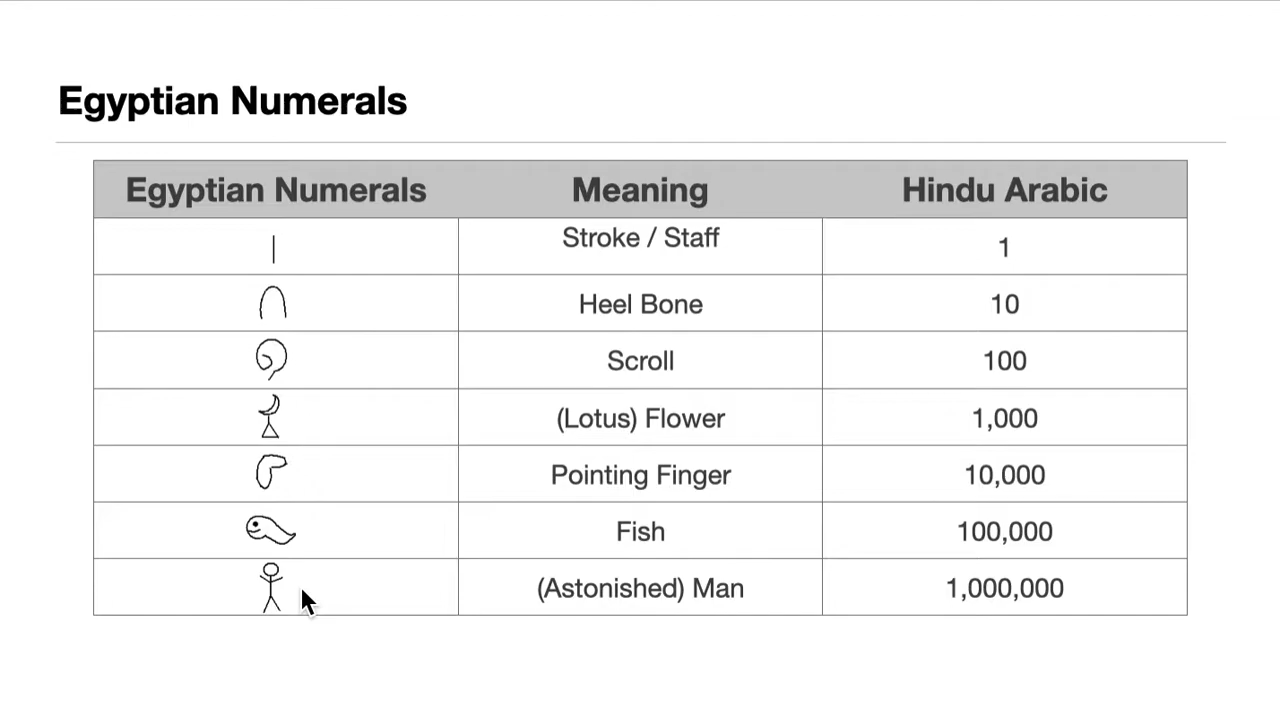 Egyptian Numerals
Egyptian Numerals Meaning Hindu Arabic
Stroke / Staff 1
Heel Bone 10
Scroll 100
(Lotus) Flower 1,000
Pointing Finger 10,000
Fish 100,000
(Astonished) Man 1,000,000